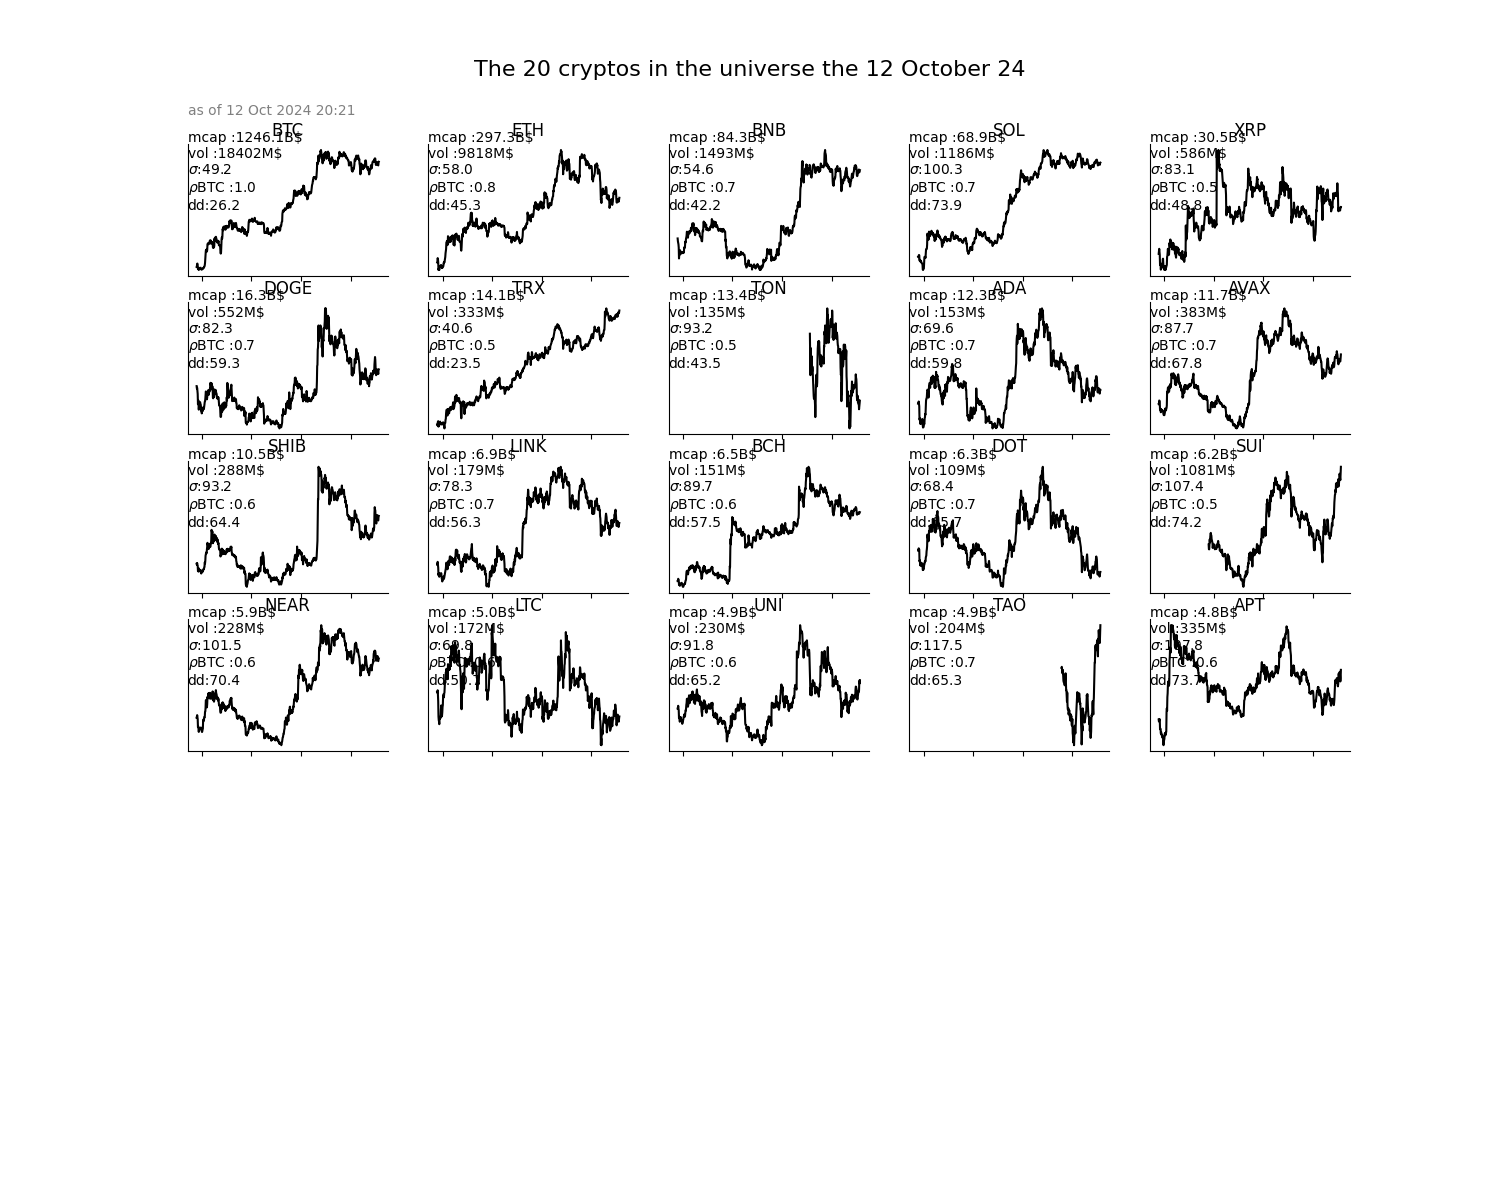 The 20 cryptos in the universe the 12 October 24
as of 12 Oct 2024 20:21
BTC
mcap :1246.1B$
vol :18402M$
σ:49.2
ρBTC :1.0
dd:26.2
ETH
mcap :297.3B$
vol :9818M$
σ:58.0
ρBTC :0.8
dd:45.3
BNB
mcap :84.3B$
vol :1493M$
σ:54.6
ρBTC :0.7
dd:42.2
SOL
mcap :68.9B$
vol :1186M$
σ:100.3
ρBTC :0.7
dd:73.9
XRP
mcap :30.5B$
vol :586M$
σ:83.1
ρBTC :0.5
dd:48.8
DOGE
mcap :16.3B$
vol :552M$
σ:82.3
ρBTC :0.7
dd:59.3
TRX
mcap :14.1B$
vol :333M$
σ:40.6
ρBTC :0.5
dd:23.5
TON
mcap :13.4B$
vol :135M$
σ:93.2
ρBTC :0.5
dd:43.5
ADA
mcap :12.3B$
vol :153M$
σ:69.6
ρBTC :0.7
dd:59.8
AVAX
mcap :11.7B$
vol :383M$
σ:87.7
ρBTC :0.7
dd:67.8
SHIB
mcap :10.5B$
vol :288M$
σ:93.2
ρBTC :0.6
dd:64.4
LINK
mcap :6.9B$
vol :179M$
σ:78.3
ρBTC :0.7
dd:56.3
BCH
mcap :6.5B$
vol :151M$
σ:89.7
ρBTC :0.6
dd:57.5
DOT
mcap :6.3B$
vol :109M$
σ:68.4
ρBTC :0.7
SUI
mcap :6.2B$
vol :1081M$
σ:107.4
ρBTC :0.5
dd:74.2
NEAR
mcap :5.9B$
vol :228M$
σ:101.5
ρBTC :0.6
dd:70.4
LTC
mcap :5.0B$
vol :172M$
UNI
mcap :4.9B$
vol :230M$
σ:91.8
ρBTC :0.6
dd:65.2
TAO
mcap :4.9B$
vol :204M$
σ:117.5
ρBTC :0.7
dd:65.3
APT
mcap :4.8B$
vol :335M$
ρBTC :0.6
dd:73.7